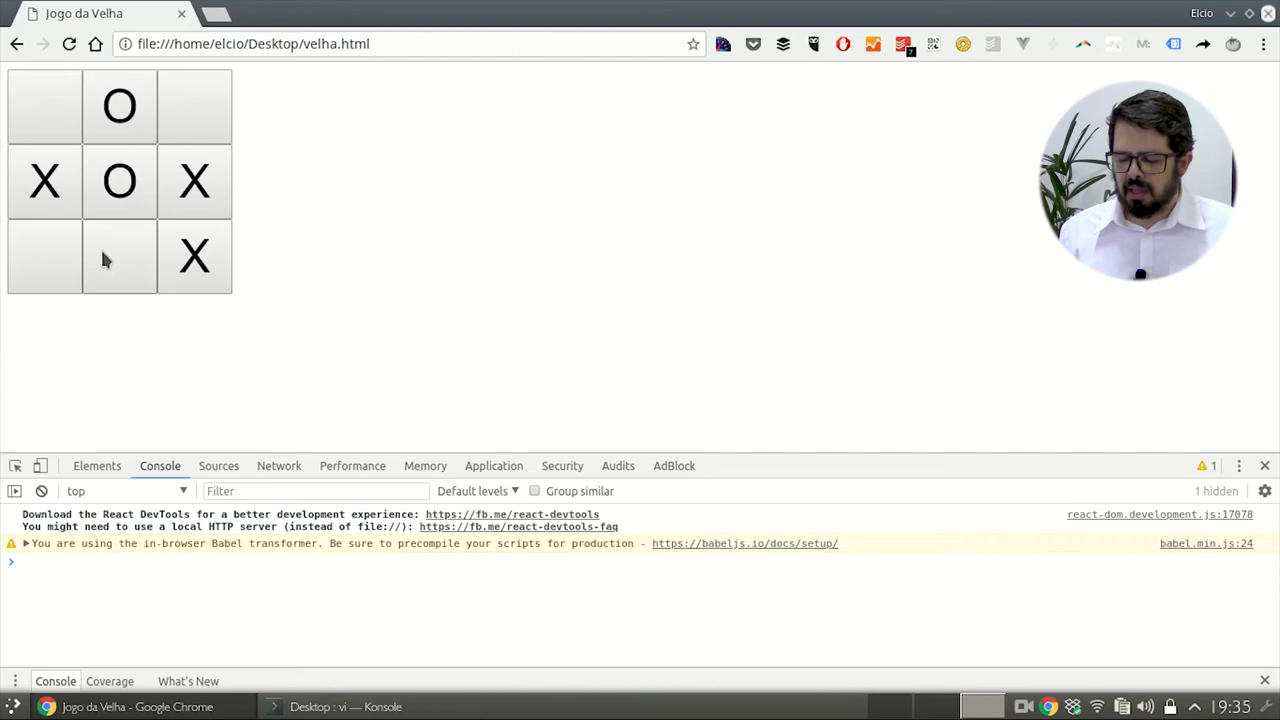 Jogo da Velha
Elcio
file:///home/elcio/Desktop/velha.html
7
M:
O
X O X
X
Elements Console Sources Network Performance Memory Application Security Audits AdBlock
1
top Filter Default levels Group similar 1 hidden
Download the React DevTools for a better development experience: https://fb.me/react-devtools react-dom.development.js:17078
You might need to use a local HTTP server (instead of file://): https://fb.me/react-devtools-faq
You are using the in-browser Babel transformer. Be sure to precompile your scripts for production - https://babeljs.io/docs/setup/ babel.min.js:24
Console Coverage What's New
Jogo da Velha - Google Chrome Desktop : vi — Konsole 19:35